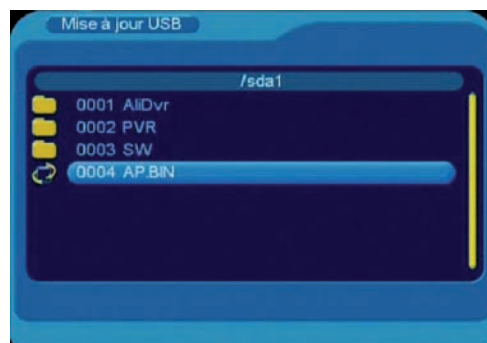 Mise à jour USB
/sda1
0001 AliDvr
0002 PVR
0003 SW
0004 AP.BIN